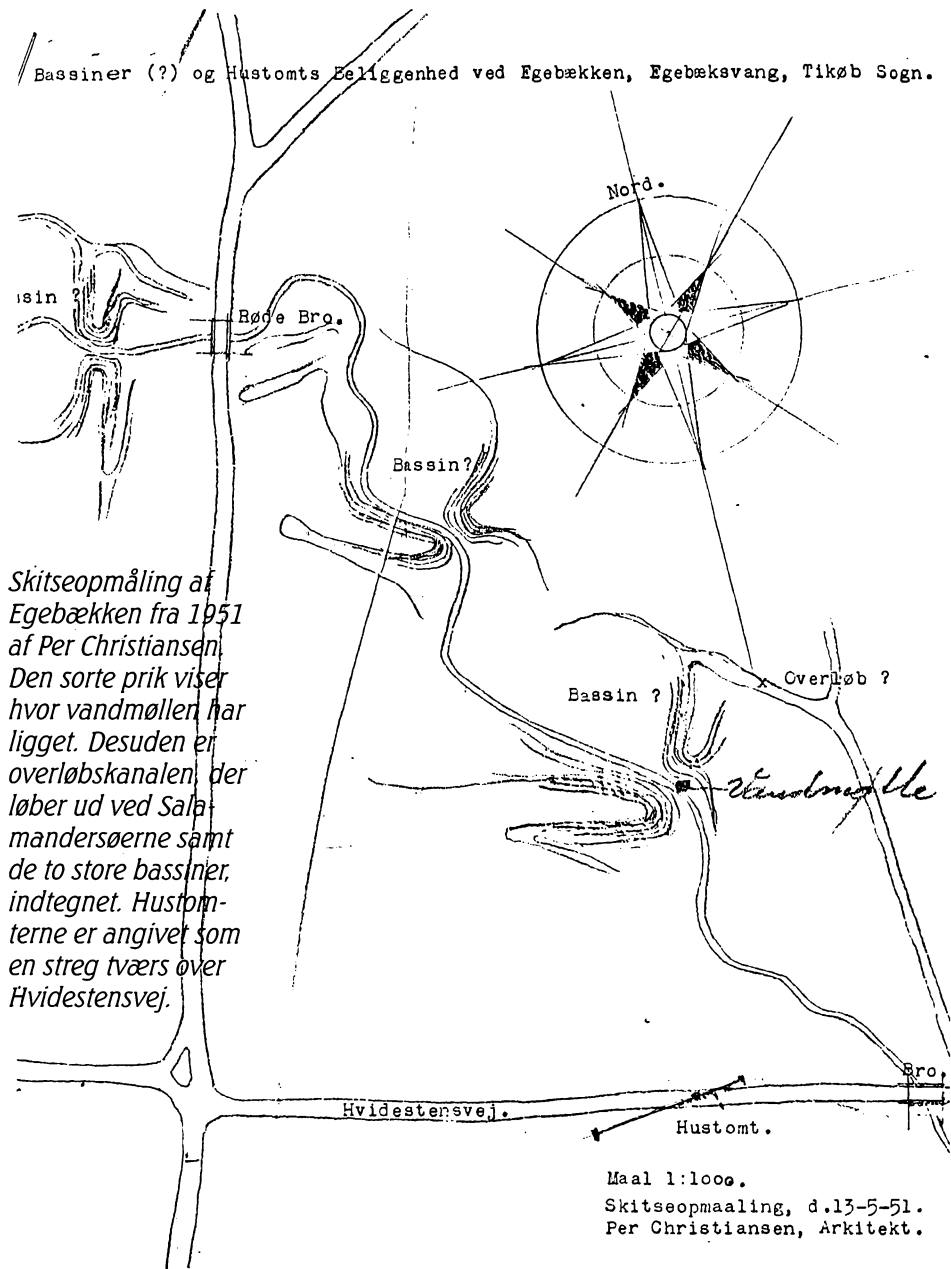 Bassiner (?) og Hustomts Beliggenhed ved Egebækken, Egebæksvang, Tikøb Sogn.
Nord.
ssin ?
Røde Bro.
Bassin?
Skitseopmåling af
Egebækken fra 1951
af Per Christiansen.
Den sorte prik viser
hvor vandmøllen har
ligget. Desuden er
overløbskanalen, der
løber ud ved Sala-
mandersøerne samt
de to store bassiner,
indtegnet. Hustom-
terne er angivet som
en streg tværs over
Hvidestensvej.
Overløb ?
Bassin ?
Vandmølle
Bro.
Hvidestensvej.
Hustomt.
Maal 1:1000.
Skitseopmaaling, d.13-5-51.
Per Christiansen, Arkitekt.